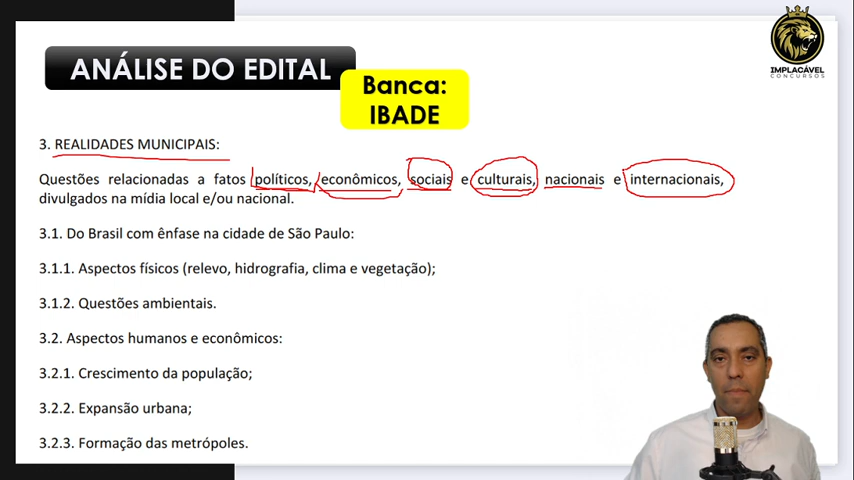 IMPLACÁVEL
CONCURSOS
ANÁLISE DO EDITAL
Banca:
IBADE
3. REALIDADES MUNICIPAIS:
Questões relacionadas a fatos políticos, econômicos, sociais e culturais, nacionais e internacionais,
divulgados na mídia local e/ou nacional.
3.1. Do Brasil com ênfase na cidade de São Paulo:
3.1.1. Aspectos físicos (relevo, hidrografia, clima e vegetação);
3.1.2. Questões ambientais.
3.2. Aspectos humanos e econômicos:
3.2.1. Crescimento da população;
3.2.2. Expansão urbana;
3.2.3. Formação das metrópoles.